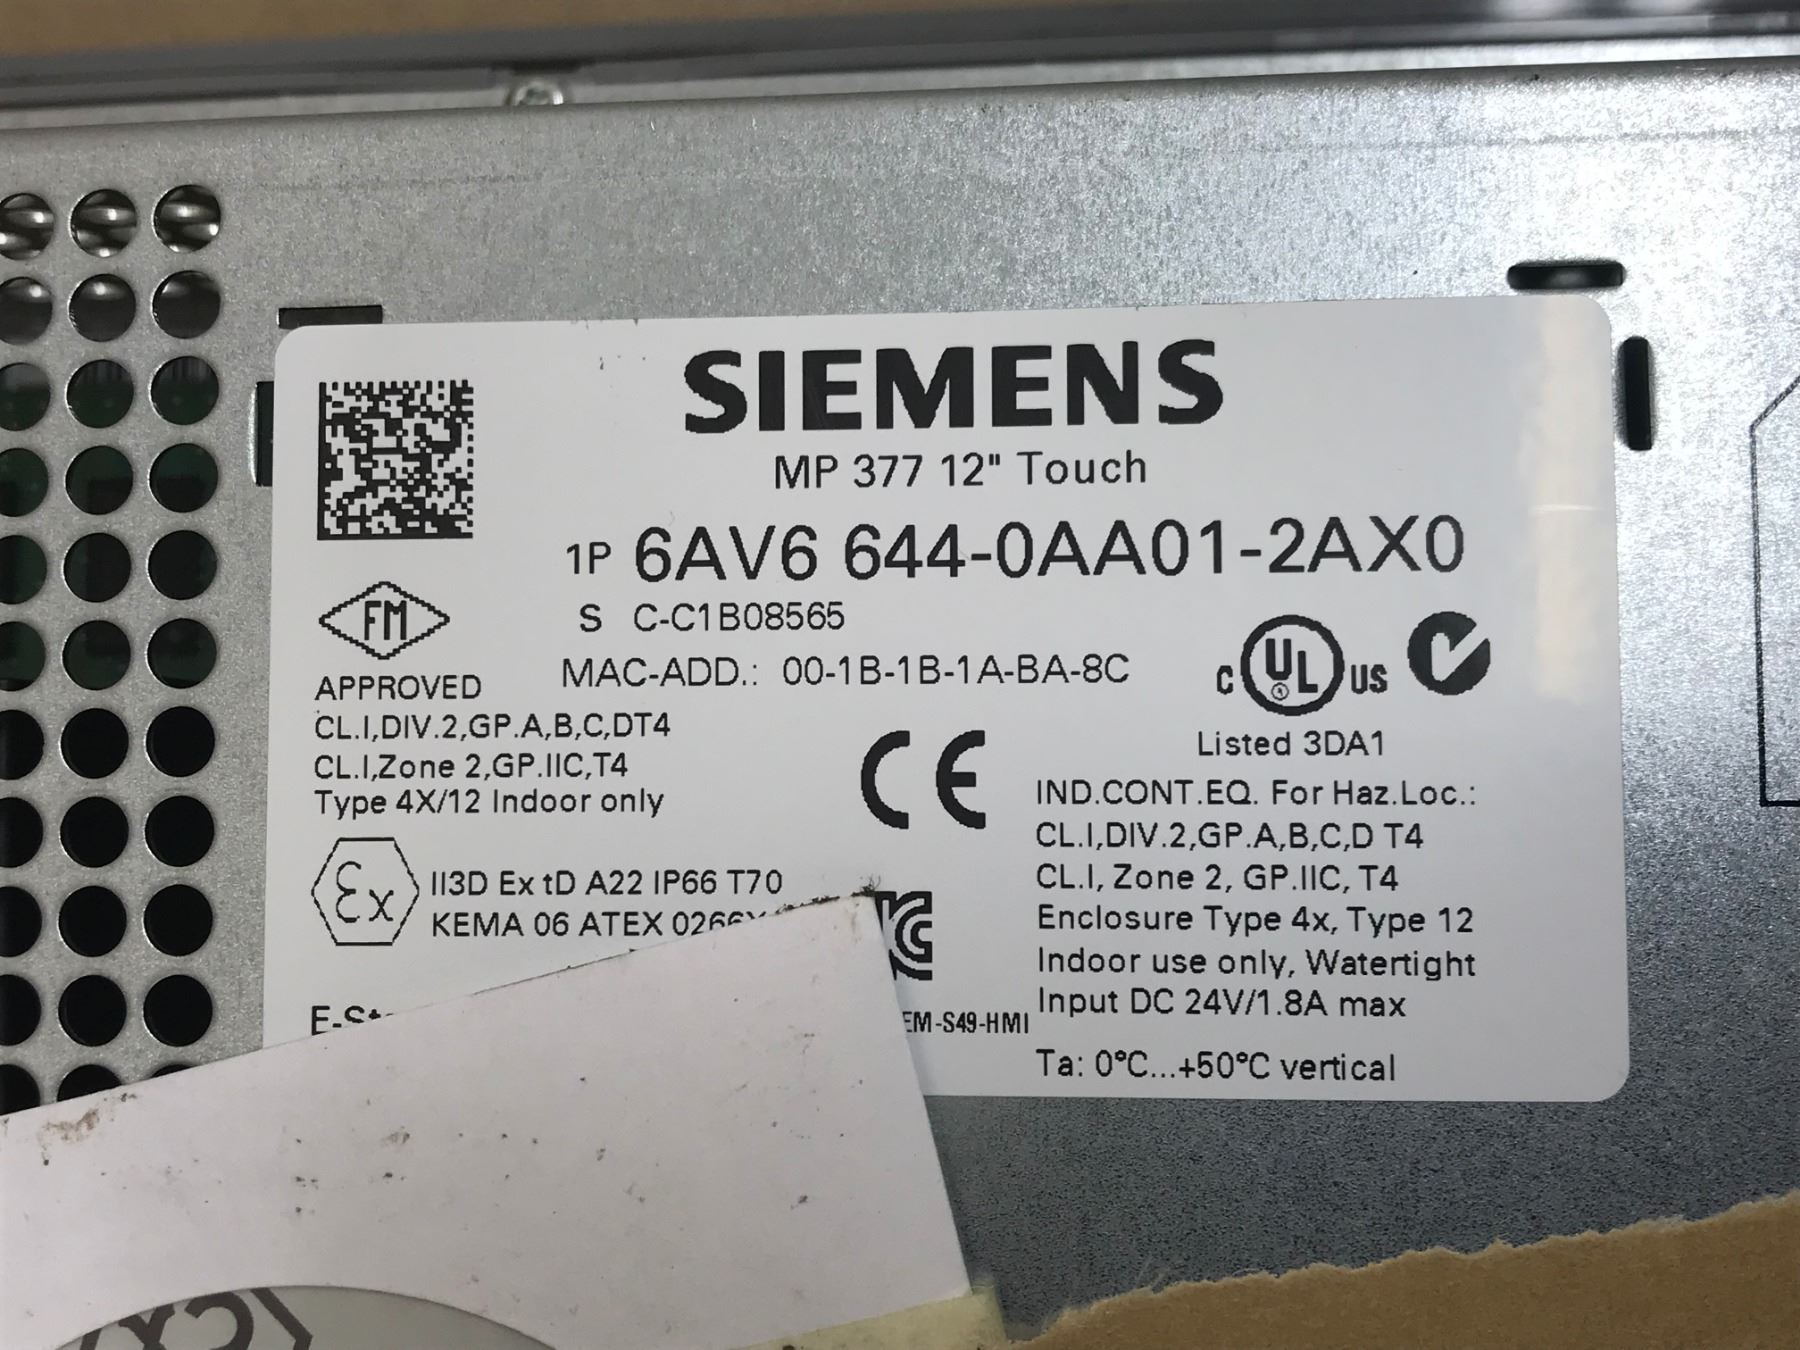 SIEMENS
MP 377 12" Touch
1P 6AV6 644-0AA01-2AX0
S C-C1B08565
MAC-ADD.: 00-1B-1B-1A-BA-8C
FM
APPROVED
CL.I,DIV.2,GP.A,B,C,DT4
CL.I,Zone 2,GP.IIC,T4
Type 4X/12 Indoor only
Ex II3D Ex tD A22 IP66 T70
KEMA 06 ATEX
CE
EM-S49-HMI
C UL US
Listed 3DA1
IND.CONT.EQ. For Haz.Loc.:
CL.I,DIV.2,GP.A,B,C,D T4
CL.I, Zone 2, GP.IIC, T4
Enclosure Type 4x, Type 12
Indoor use only, Watertight
Input DC 24V/1.8A max
Ta: 0°C...+50°C vertical